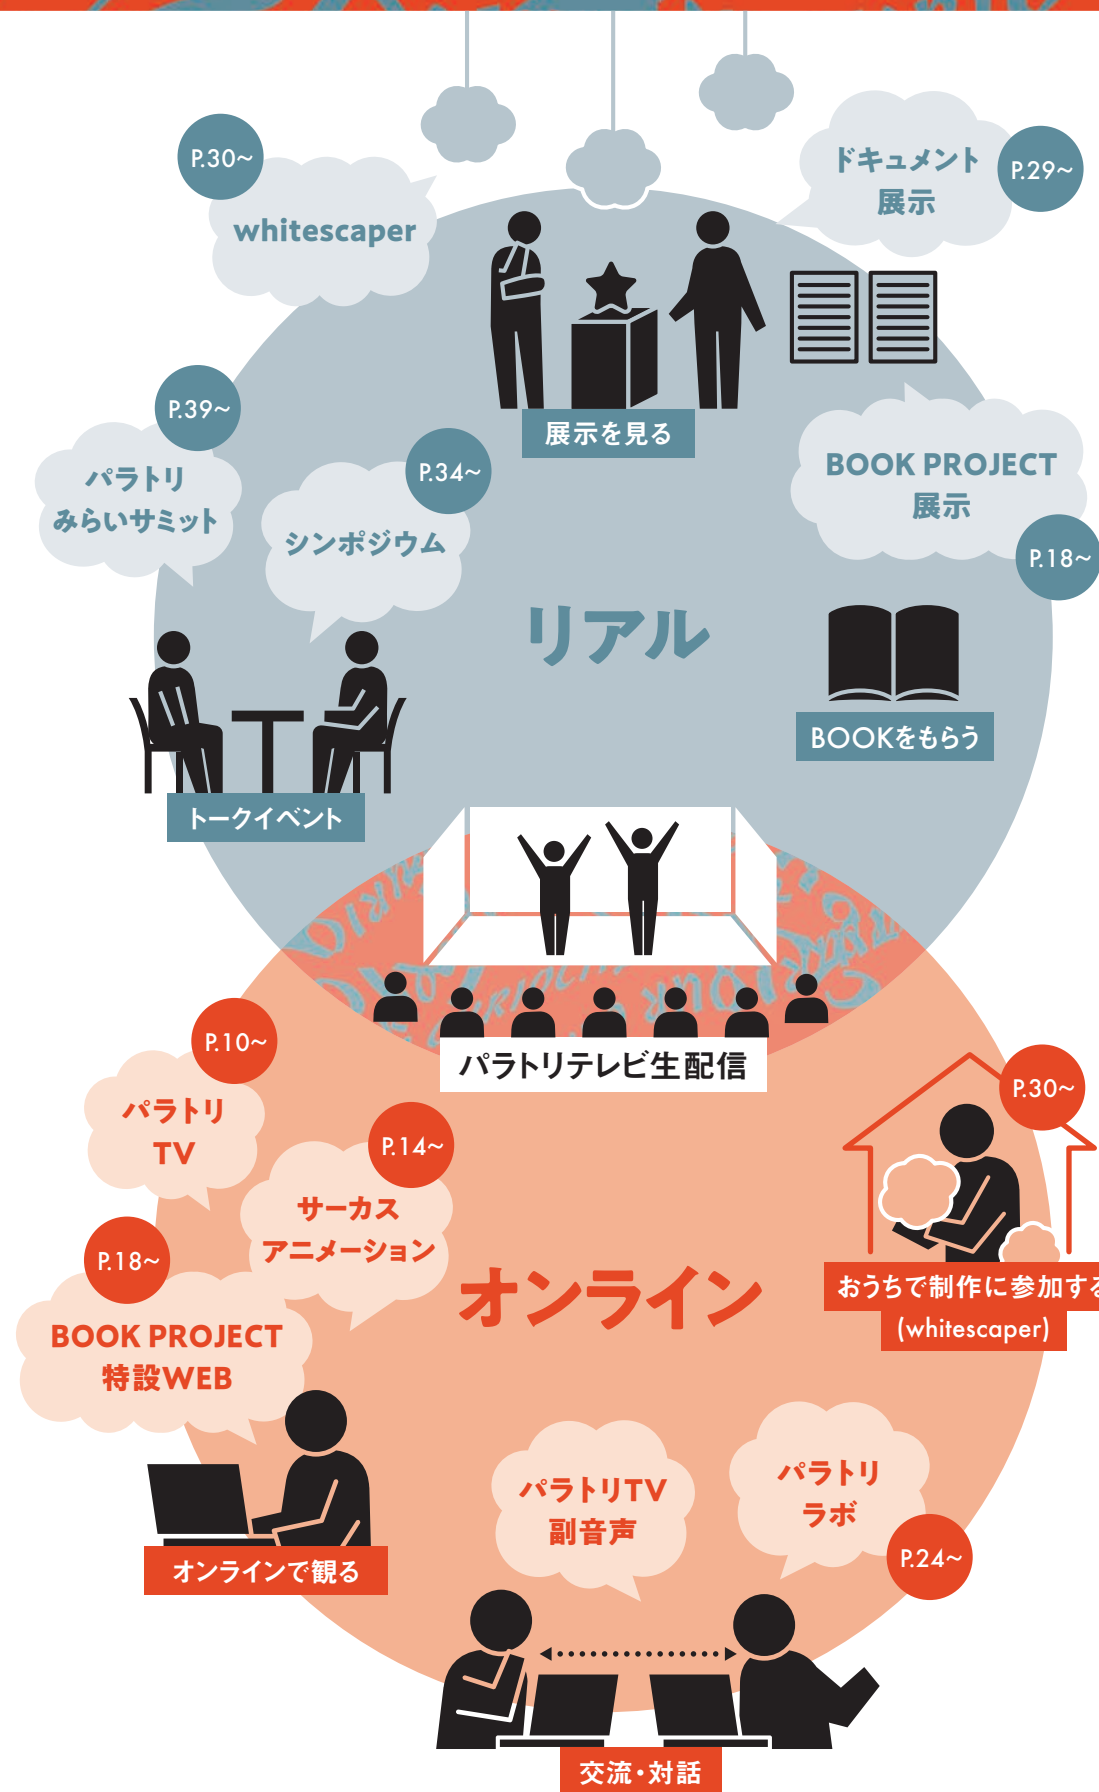 P.30~
whitescaper
ドキュメント
展示
P.29~
展示を見る
P.39~
パラトリ
みらいサミット
P.34~
シンポジウム
BOOK PROJECT
展示
P.18~
リアル
BOOKをもらう
トークイベント
パラトリテレビ生配信
P.10~
パラトリ
TV
P.14~
サーカス
アニメーション
P.30~
P.18~
BOOK PROJECT
特設WEB
オンライン
おうちで制作に参加する
(whitescaper)
オンラインで観る
パラトリTV
副音声
パラトリ
ラボ
P.24~
交流・対話